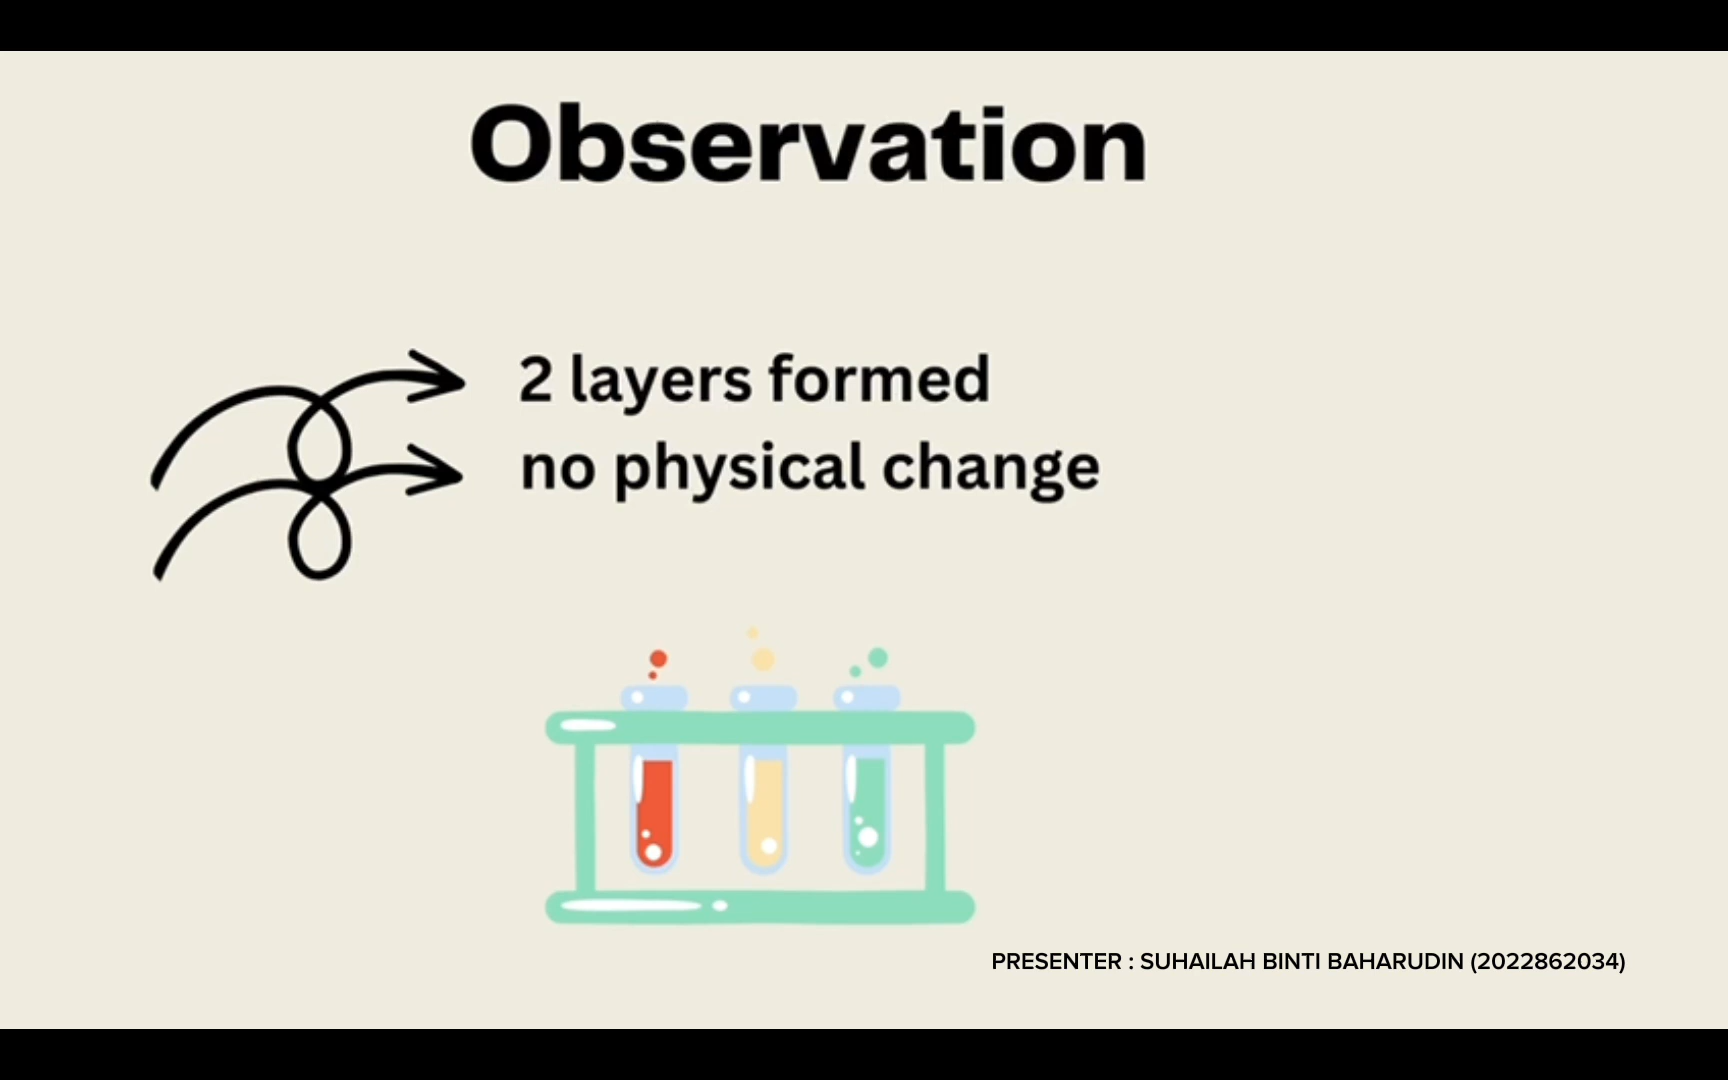 Observation
2 layers formed
no physical change
PRESENTER : SUHAILAH BINTI BAHARUDIN (2022862034)